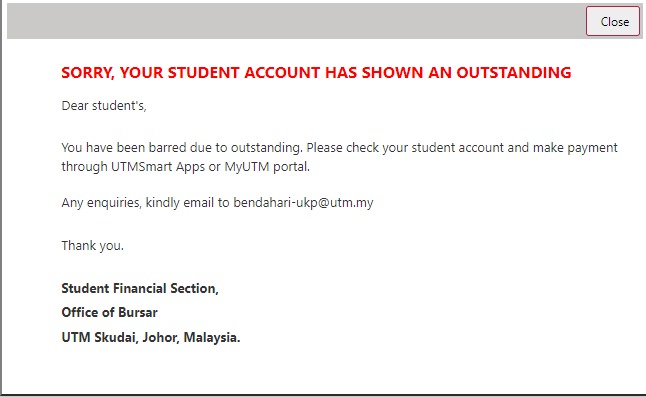 Close
SORRY, YOUR STUDENT ACCOUNT HAS SHOWN AN OUTSTANDING
Dear student's,
You have been barred due to outstanding. Please check your student account and make payment
through UTMSmart Apps or MyUTM portal.
Any enquiries, kindly email to bendahari-ukp@utm.my
Thank you.
Student Financial Section,
Office of Bursar
UTM Skudai, Johor, Malaysia.